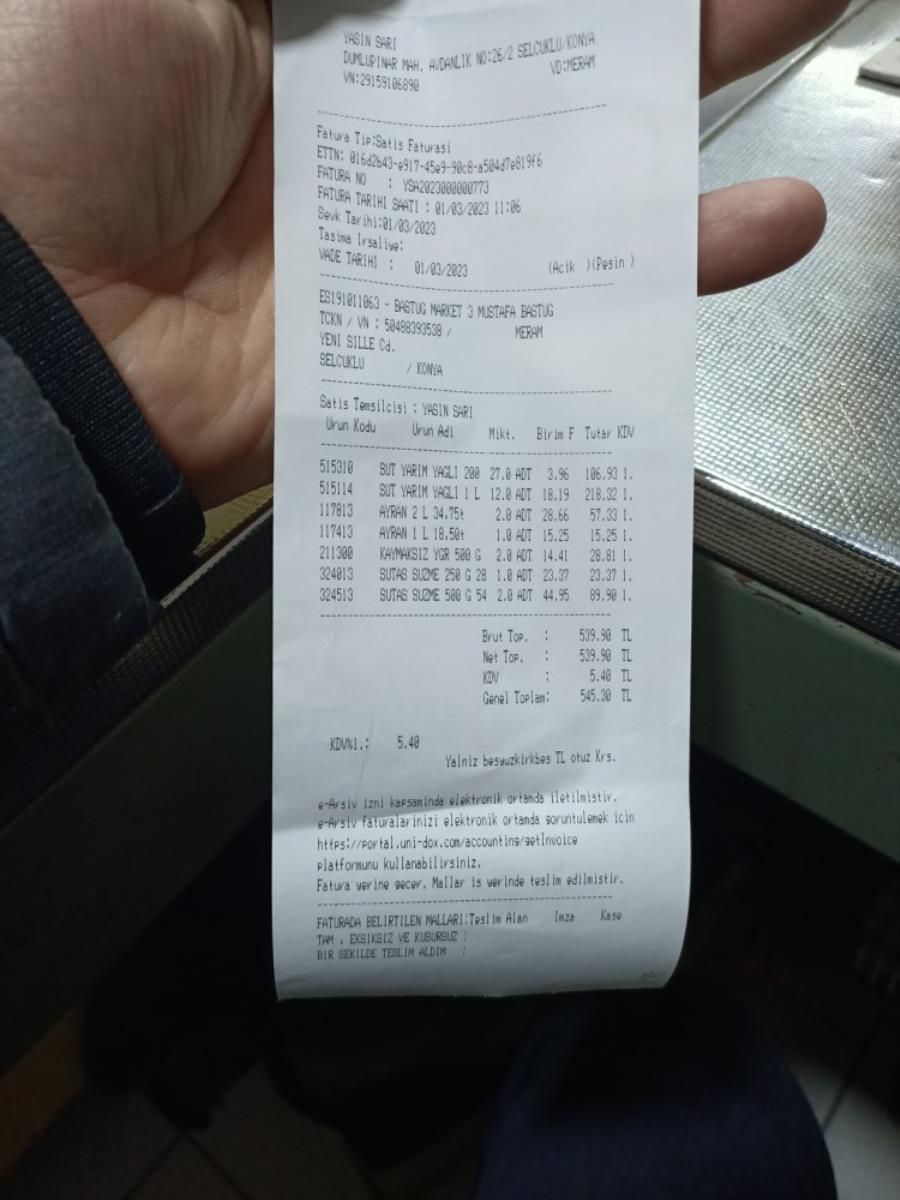 YASIN SARI
DUMLUPINAR MAH. AVDANLIK NO:26/2 SELCUKLU/KONYA
VN:29159106890 VD:MERAM
Fatura Tip:Satis Faturasi
ETTN: 016d2b43-e917-45e9-90c8-a504d7e819f6
FATURA NO : YSA2023000000773
FATURA TARIHI SAATI : 01/03/2023 11:06
Sevk Tarihi:01/03/2023
Tasima Irsaliye:
VADE TARIHI : 01/03/2023 (Acik )(Pesin )
ES191011063 - BASTUG MARKET 3 MUSTAFA BASTUG
TCKN / VN : 50488393538 / MERAM
YENI SILLE Cd.
SELCUKLU / KONYA
Satis Temsilcisi : YASIN SARI
Urun Kodu Urun Adi Mikt. Birim F Tutar KDV
515310 SUT YARIM YAGLI 200 27.0 ADT 3.96 106.93 1.
515114 SUT YARIM YAGLI 1 L 12.0 ADT 18.19 218.32 1.
117813 AYRAN 2 L 34.75t 2.0 ADT 28.66 57.33 1.
117413 AYRAN 1 L 18.50t 1.0 ADT 15.25 15.25 1.
211300 KAYMAKSIZ YGR 500 G 2.0 ADT 14.41 28.81 1.
324013 SUTAS SUZME 250 G 28 1.0 ADT 23.37 23.37 1.
324513 SUTAS SUZME 500 G 54 2.0 ADT 44.95 89.90 1.
Brut Top. : 539.90 TL
Net Top. : 539.90 TL
KDV : 5.40 TL
Genel Toplam: 545.30 TL
KDV%1.: 5.40
Yalniz besyuzkirkbes TL otuz Krs.
e-Arsiv izni kapsaminda elektronik ortamda iletilmistir.
e-Arsiv faturalarinizi elektronik ortamda goruntulemek icin
https://portal.uni-dox.com/accounting/getInvoice
platformunu kullanabilirsiniz.
Fatura yerine gecer. Mallar is yerinde teslim edilmistir.
FATURADA BELIRTILEN MALLARI:Teslim Alan Imza Kase
TAM , EKSIKSIZ VE KUSURSUZ :
BIR SEKILDE TESLIM ALDIM :